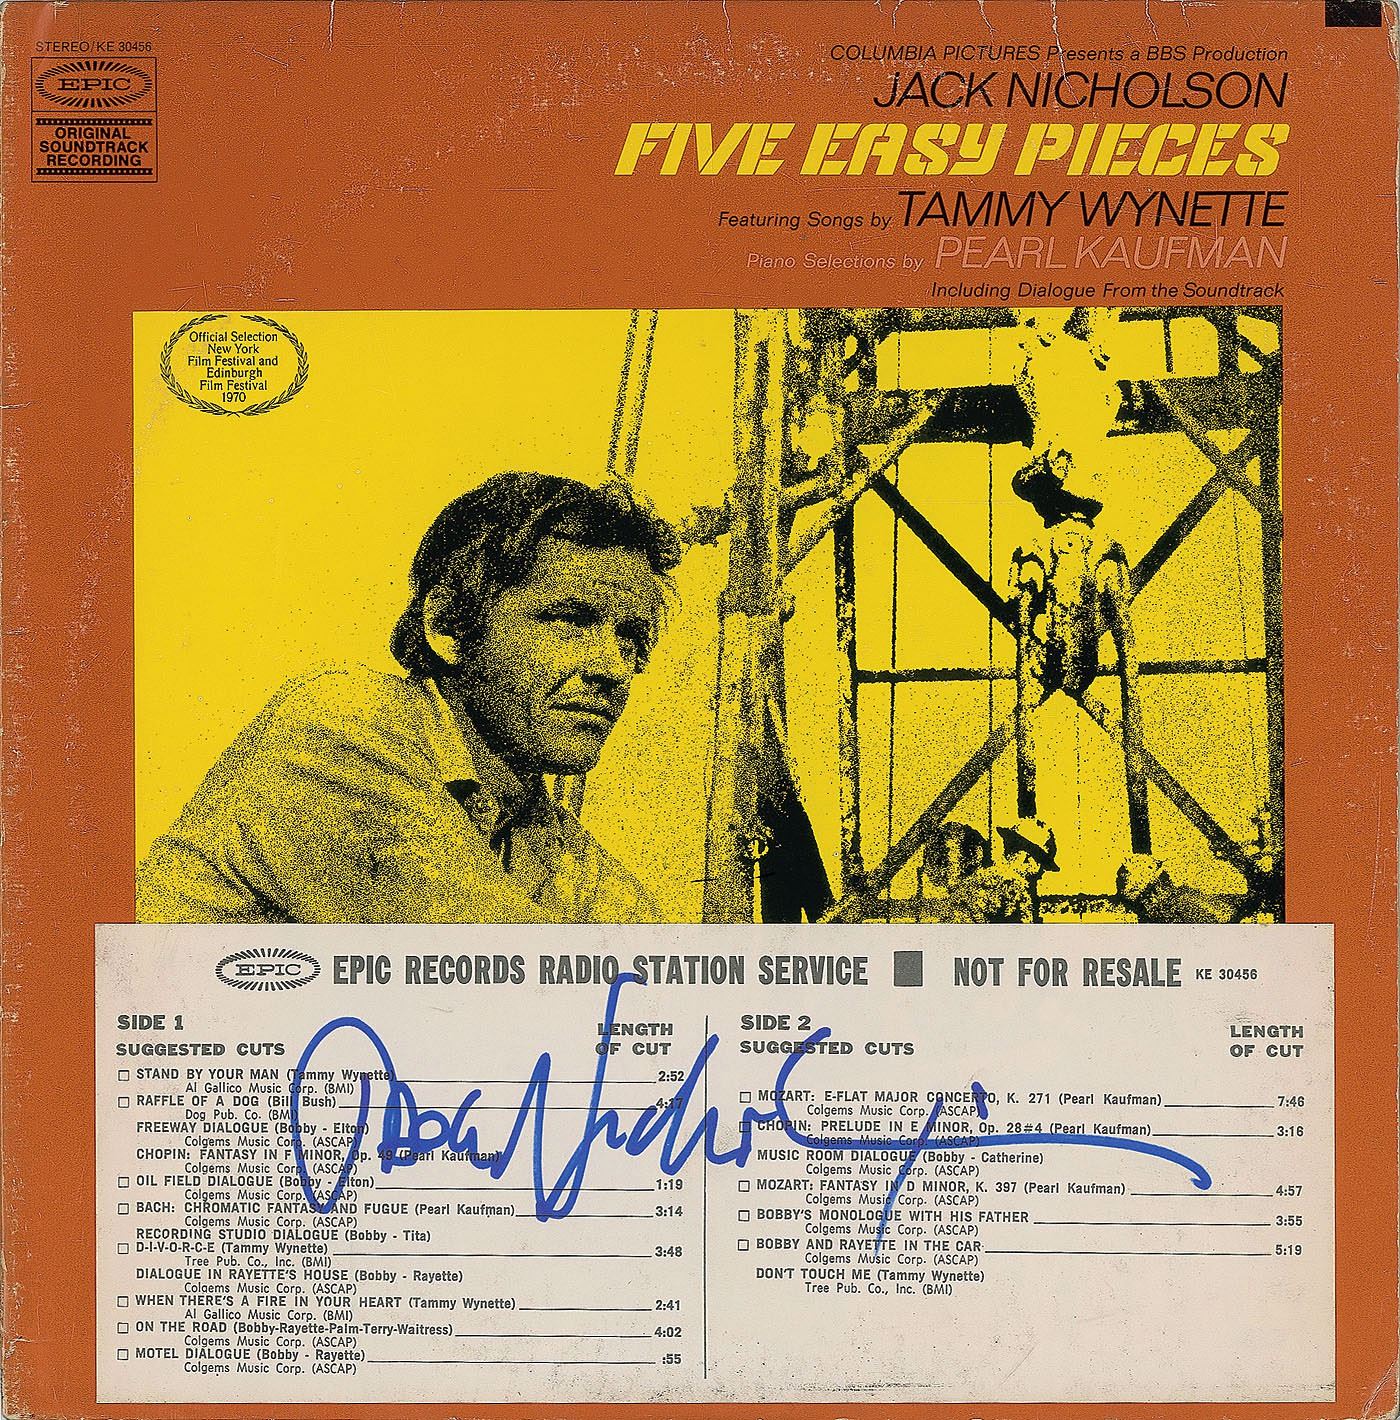 STEREO/KE 30456
EPIC
ORIGINAL
SOUNDTRACK
RECORDING
COLUMBIA PICTURES Presents a BBS Production
JACK NICHOLSON
FIVE EASY PIECES
Featuring Songs by TAMMY WYNETTE
Piano Selections by PEARL KAUFMAN
Including Dialogue From the Soundtrack
Official Selection
New York
Film Festival and
Edinburgh
Film Festival
1970
EPIC EPIC RECORDS RADIO STATION SERVICE NOT FOR RESALE KE 30456
SIDE 1
SUGGESTED CUTS
LENGTH
OF CUT
STAND BY YOUR MAN (Tammy Wynette) 2:52
Al Gallico Music Corp. (BMI)
RAFFLE OF A DOG (Bill Bush) 4:17
Dog Pub. Co. (BMI)
FREEWAY DIALOGUE (Bobby - Elton)
Colgems Music Corp. (ASCAP)
CHOPIN: FANTASY IN F MINOR, Op. 49 (Pearl Kaufman)
Colgems Music Corp. (ASCAP)
OIL FIELD DIALOGUE (Bobby - Elton) 1:19
Colgems Music Corp. (ASCAP)
BACH: CHROMATIC FANTASY AND FUGUE (Pearl Kaufman) 3:14
Colgems Music Corp. (ASCAP)
RECORDING STUDIO DIALOGUE (Bobby - Tita)
D-I-V-O-R-C-E (Tammy Wynette) 3:48
Tree Pub. Co., Inc. (BMI)
DIALOGUE IN RAYETTE'S HOUSE (Bobby - Rayette)
Colgems Music Corp. (ASCAP)
WHEN THERE'S A FIRE IN YOUR HEART (Tammy Wynette) 2:41
Al Gallico Music Corp. (BMI)
ON THE ROAD (Bobby-Rayette-Palm-Terry-Waitress) 4:02
Colgems Music Corp. (ASCAP)
MOTEL DIALOGUE (Bobby - Rayette) :55
Colgems Music Corp. (ASCAP)
SIDE 2
SUGGESTED CUTS
LENGTH
OF CUT
MOZART: E-FLAT MAJOR CONCERTO, K. 271 (Pearl Kaufman) 7:46
Colgems Music Corp. (ASCAP)
CHOPIN: PRELUDE IN E MINOR, Op. 28#4 (Pearl Kaufman) 3:16
Colgems Music Corp. (ASCAP)
MUSIC ROOM DIALOGUE (Bobby - Catherine)
Colgems Music Corp. (ASCAP)
MOZART: FANTASY IN D MINOR, K. 397 (Pearl Kaufman) 4:57
Colgems Music Corp. (ASCAP)
BOBBY'S MONOLOGUE WITH HIS FATHER 3:55
Colgems Music Corp. (ASCAP)
BOBBY AND RAYETTE IN THE CAR 5:19
Colgems Music Corp. (ASCAP)
DON'T TOUCH ME (Tammy Wynette)
Tree Pub. Co., Inc. (BMI)